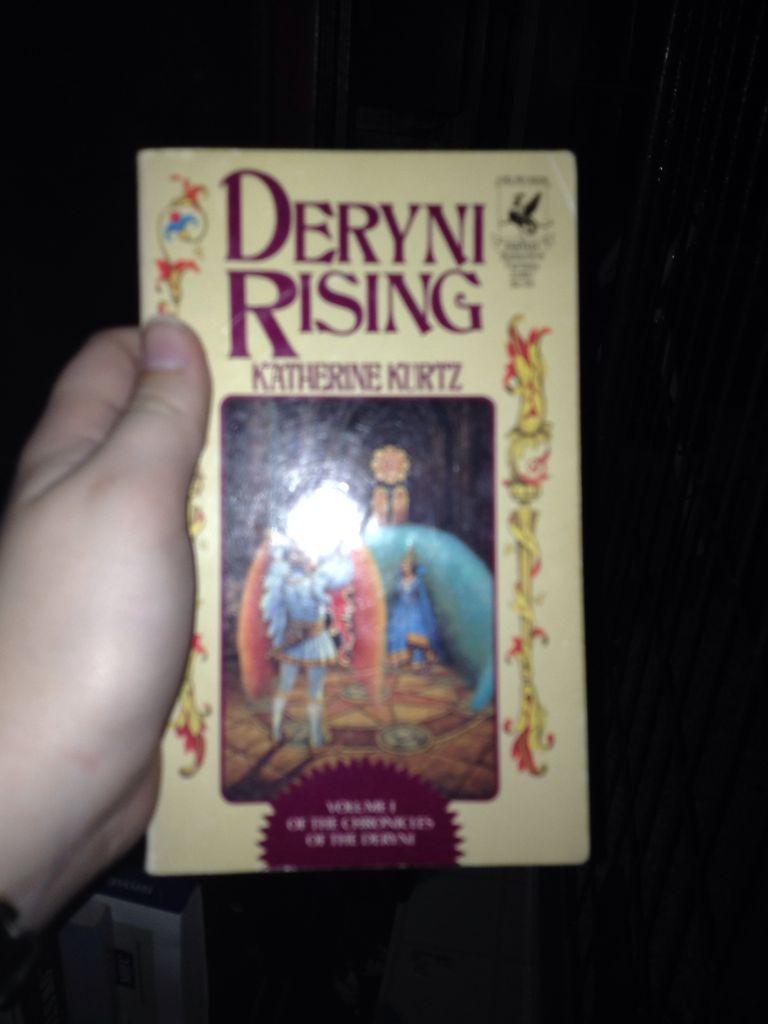 DERYNI
RISING
KATHERINE KURTZ
VOLUME I
OF THE CHRONICLES
OF THE DERYNI